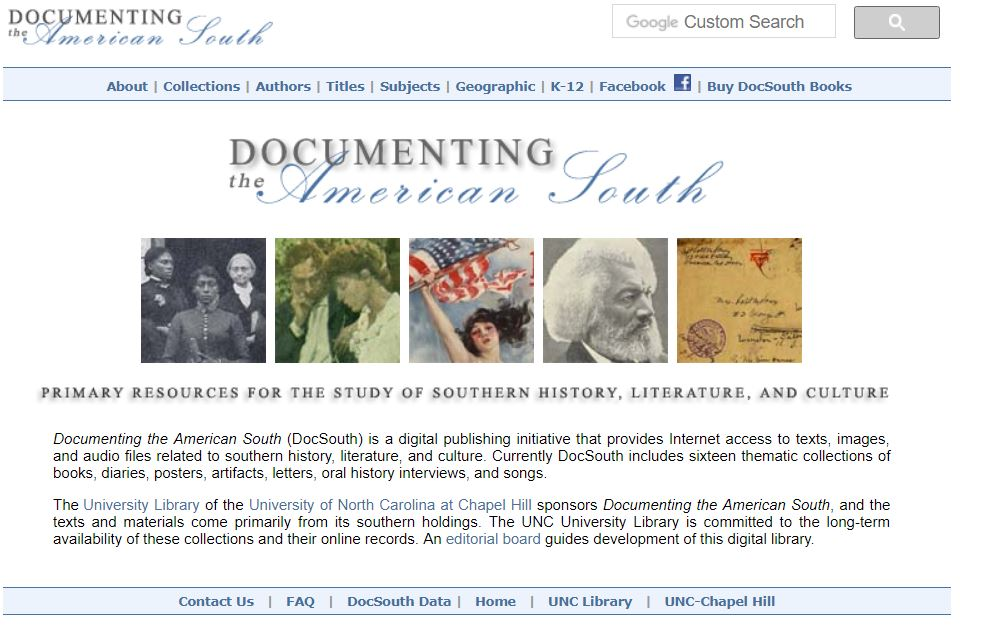 DOCUMENTING
the American South
Google Custom Search
About | Collections | Authors | Titles | Subjects | Geographic | K-12 | Facebook f | Buy DocSouth Books
DOCUMENTING
the American South
PRIMARY RESOURCES FOR THE STUDY OF SOUTHERN HISTORY, LITERATURE, AND CULTURE
Documenting the American South (DocSouth) is a digital publishing initiative that provides Internet access to texts, images,
and audio files related to southern history, literature, and culture. Currently DocSouth includes sixteen thematic collections of
books, diaries, posters, artifacts, letters, oral history interviews, and songs.
The University Library of the University of North Carolina at Chapel Hill sponsors Documenting the American South, and the
texts and materials come primarily from its southern holdings. The UNC University Library is committed to the long-term
availability of these collections and their online records. An editorial board guides development of this digital library.
Contact Us | FAQ | DocSouth Data | Home | UNC Library | UNC-Chapel Hill